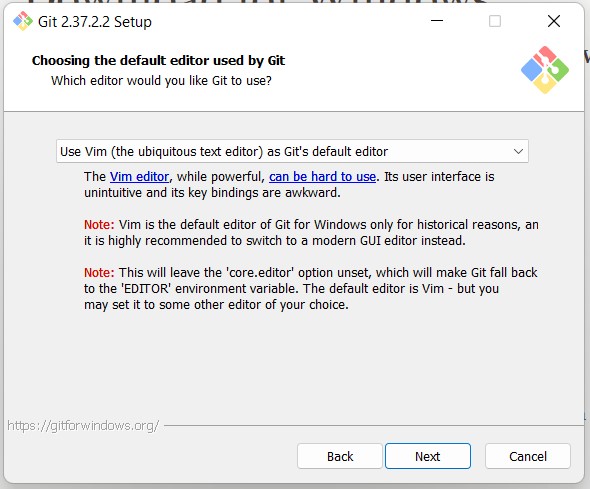 Git 2.37.2.2 Setup
Choosing the default editor used by Git
Which editor would you like Git to use?
Use Vim (the ubiquitous text editor) as Git's default editor
The Vim editor, while powerful, can be hard to use. Its user interface is
unintuitive and its key bindings are awkward.
Note: Vim is the default editor of Git for Windows only for historical reasons, an
it is highly recommended to switch to a modern GUI editor instead.
Note: This will leave the 'core.editor' option unset, which will make Git fall back
to the 'EDITOR' environment variable. The default editor is Vim - but you
may set it to some other editor of your choice.
https://gitforwindows.org/
Back
Next
Cancel